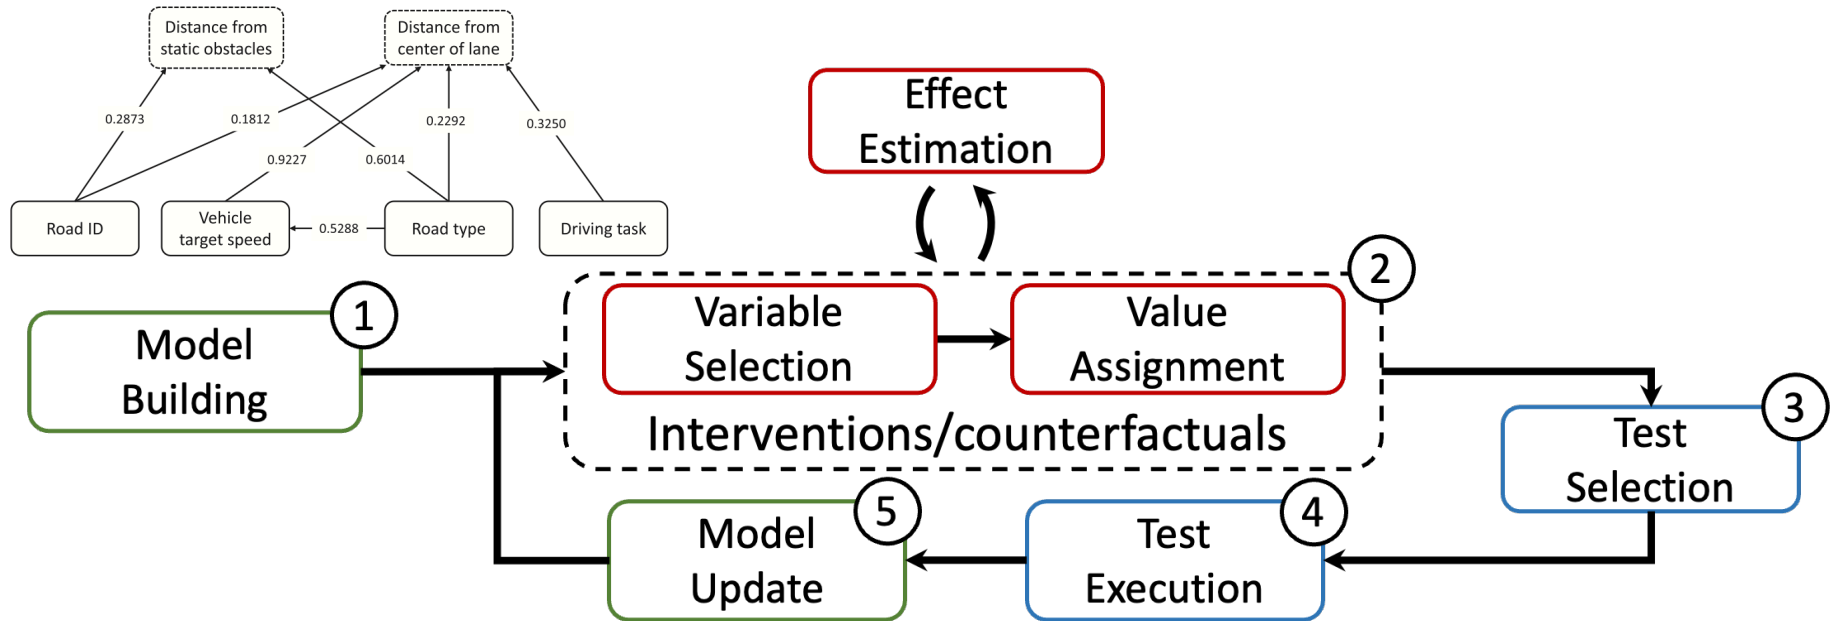 Distance from
static obstacles
Distance from
center of lane
0.2873
0.1812
0.2292
0.3250
0.9227
0.6014
Road ID
Vehicle
target speed
0.5288
Road type
Driving task
Effect
Estimation
1
Model
Building
2
Variable
Selection
Value
Assignment
Interventions/counterfactuals
3
Test
Selection
4
Test
Execution
5
Model
Update